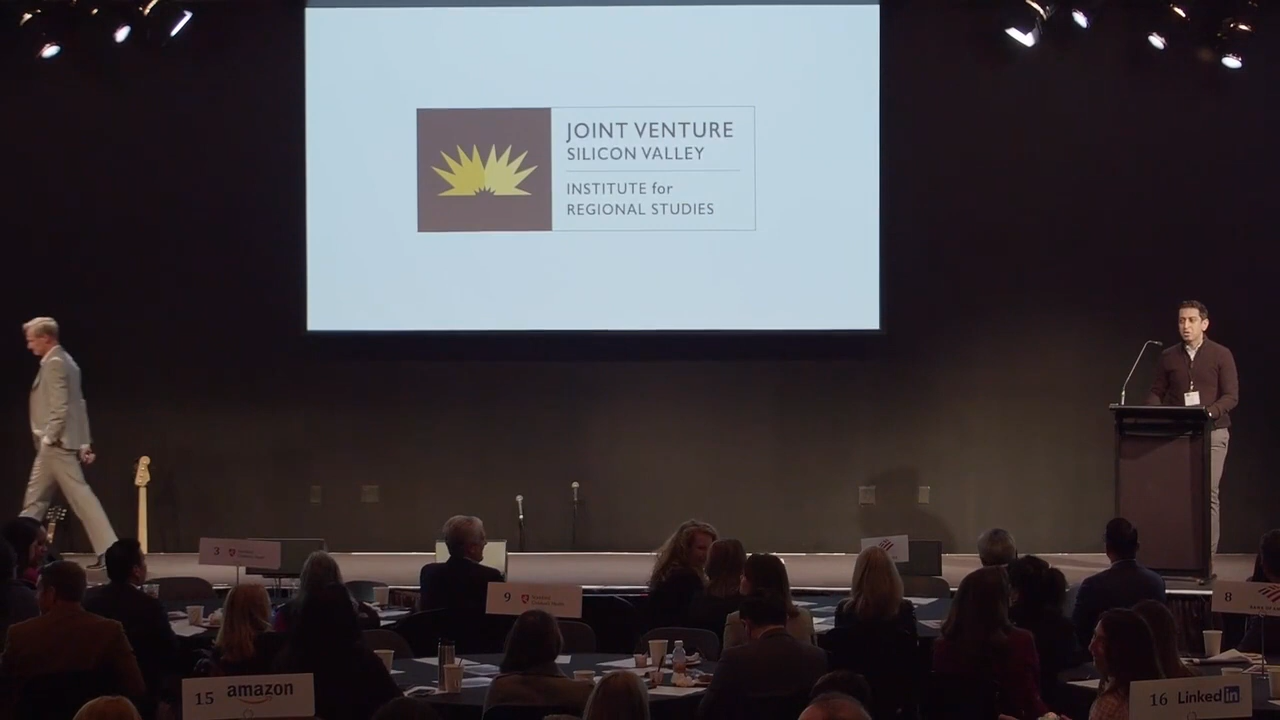 JOINT VENTURE
SILICON VALLEY
INSTITUTE for
REGIONAL STUDIES
3
9
8
15 amazon
16 LinkedIn